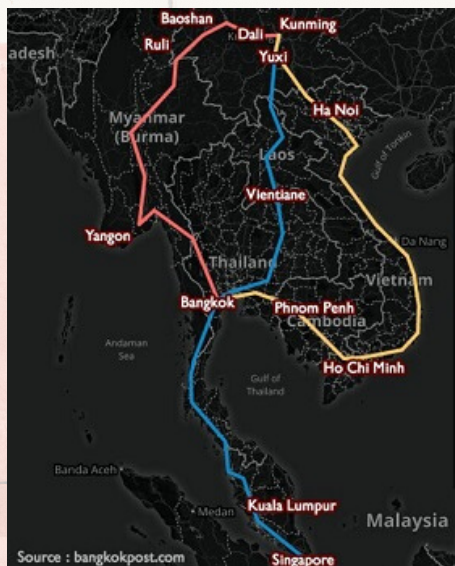 Baoshan
Kunming
Dali
Ruli
Yuxi
adesh
Myanmar
(Burma)
Ha Noi
Laos
Gulf of Tonkin
Vientiane
Yangon
Da Nang
Thailand
Vietnam
Bangkok
Phnom Penh
Cambodia
Andaman
Sea
Gulf of
Thailand
Ho Chi Minh
Banda Aceh
Kuala Lumpur
Medan
Malaysia
Source : bangkokpost.com
Singapore